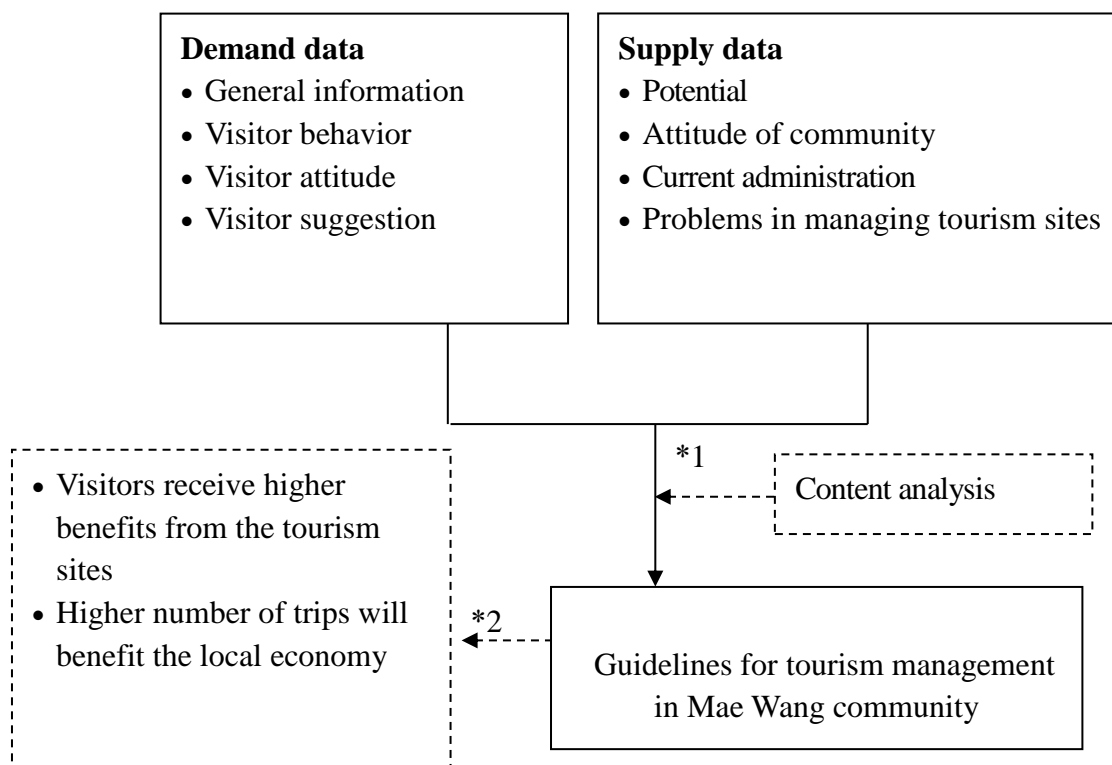 Demand data
• General information
• Visitor behavior
• Visitor attitude
• Visitor suggestion
Supply data
• Potential
• Attitude of community
• Current administration
• Problems in managing tourism sites
*1
Content analysis
• Visitors receive higher
benefits from the tourism
sites
• Higher number of trips will
benefit the local economy
*2
Guidelines for tourism management
in Mae Wang community